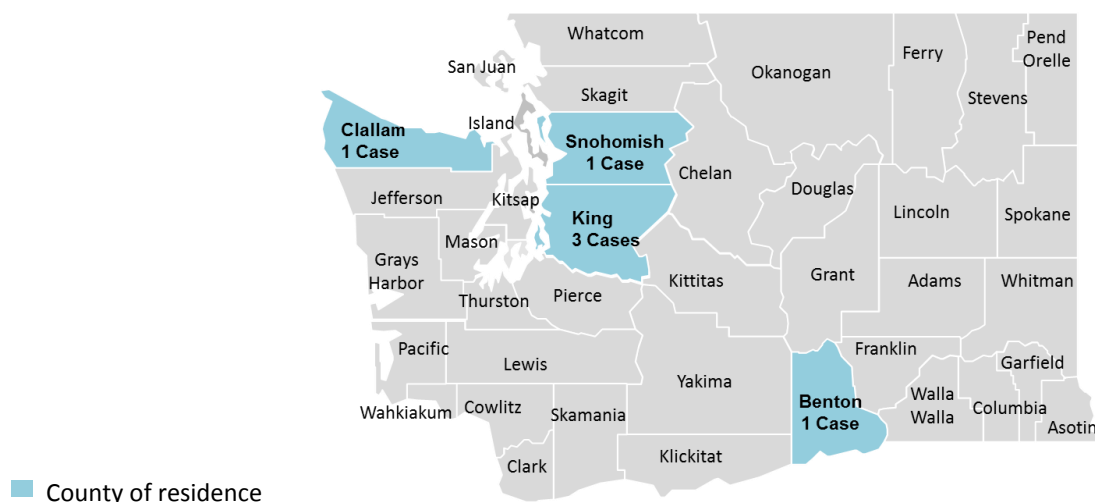 Whatcom
San Juan
Skagit
Okanogan
Ferry
Pend
Orelle
Stevens
Island
Clallam
1 Case
Snohomish
1 Case
Chelan
Jefferson
Kitsap
King
3 Cases
Douglas
Lincoln
Spokane
Mason
Grays
Harbor
Thurston
Pierce
Kittitas
Grant
Adams
Whitman
Pacific
Lewis
Yakima
Franklin
Garfield
Wahkiakum
Cowlitz
Skamania
Benton
1 Case
Walla
Walla
Columbia
Asotin
Clark
Klickitat
County of residence